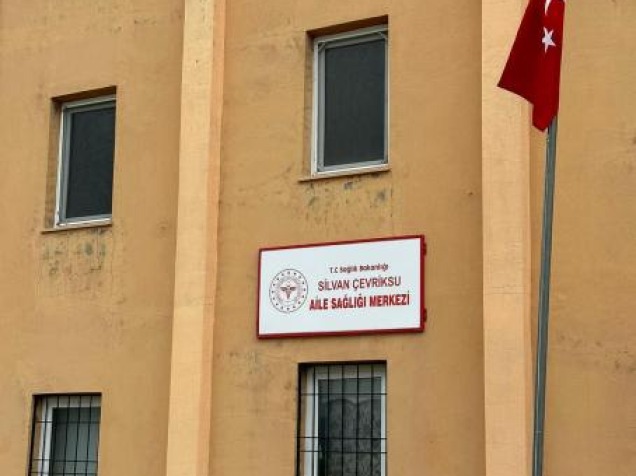 T.C Sağlık Bakanlığı
SİLVAN ÇEVRİKSU
AİLE SAĞLIĞI MERKEZİ